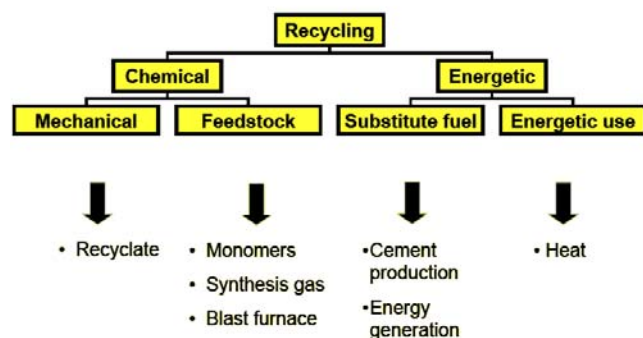 Recycling
Chemical
Energetic
Mechanical
Feedstock
Substitute fuel
Energetic use
• Recyclate
• Monomers
• Synthesis gas
• Blast furnace
•Cement
production
•Energy
generation
• Heat